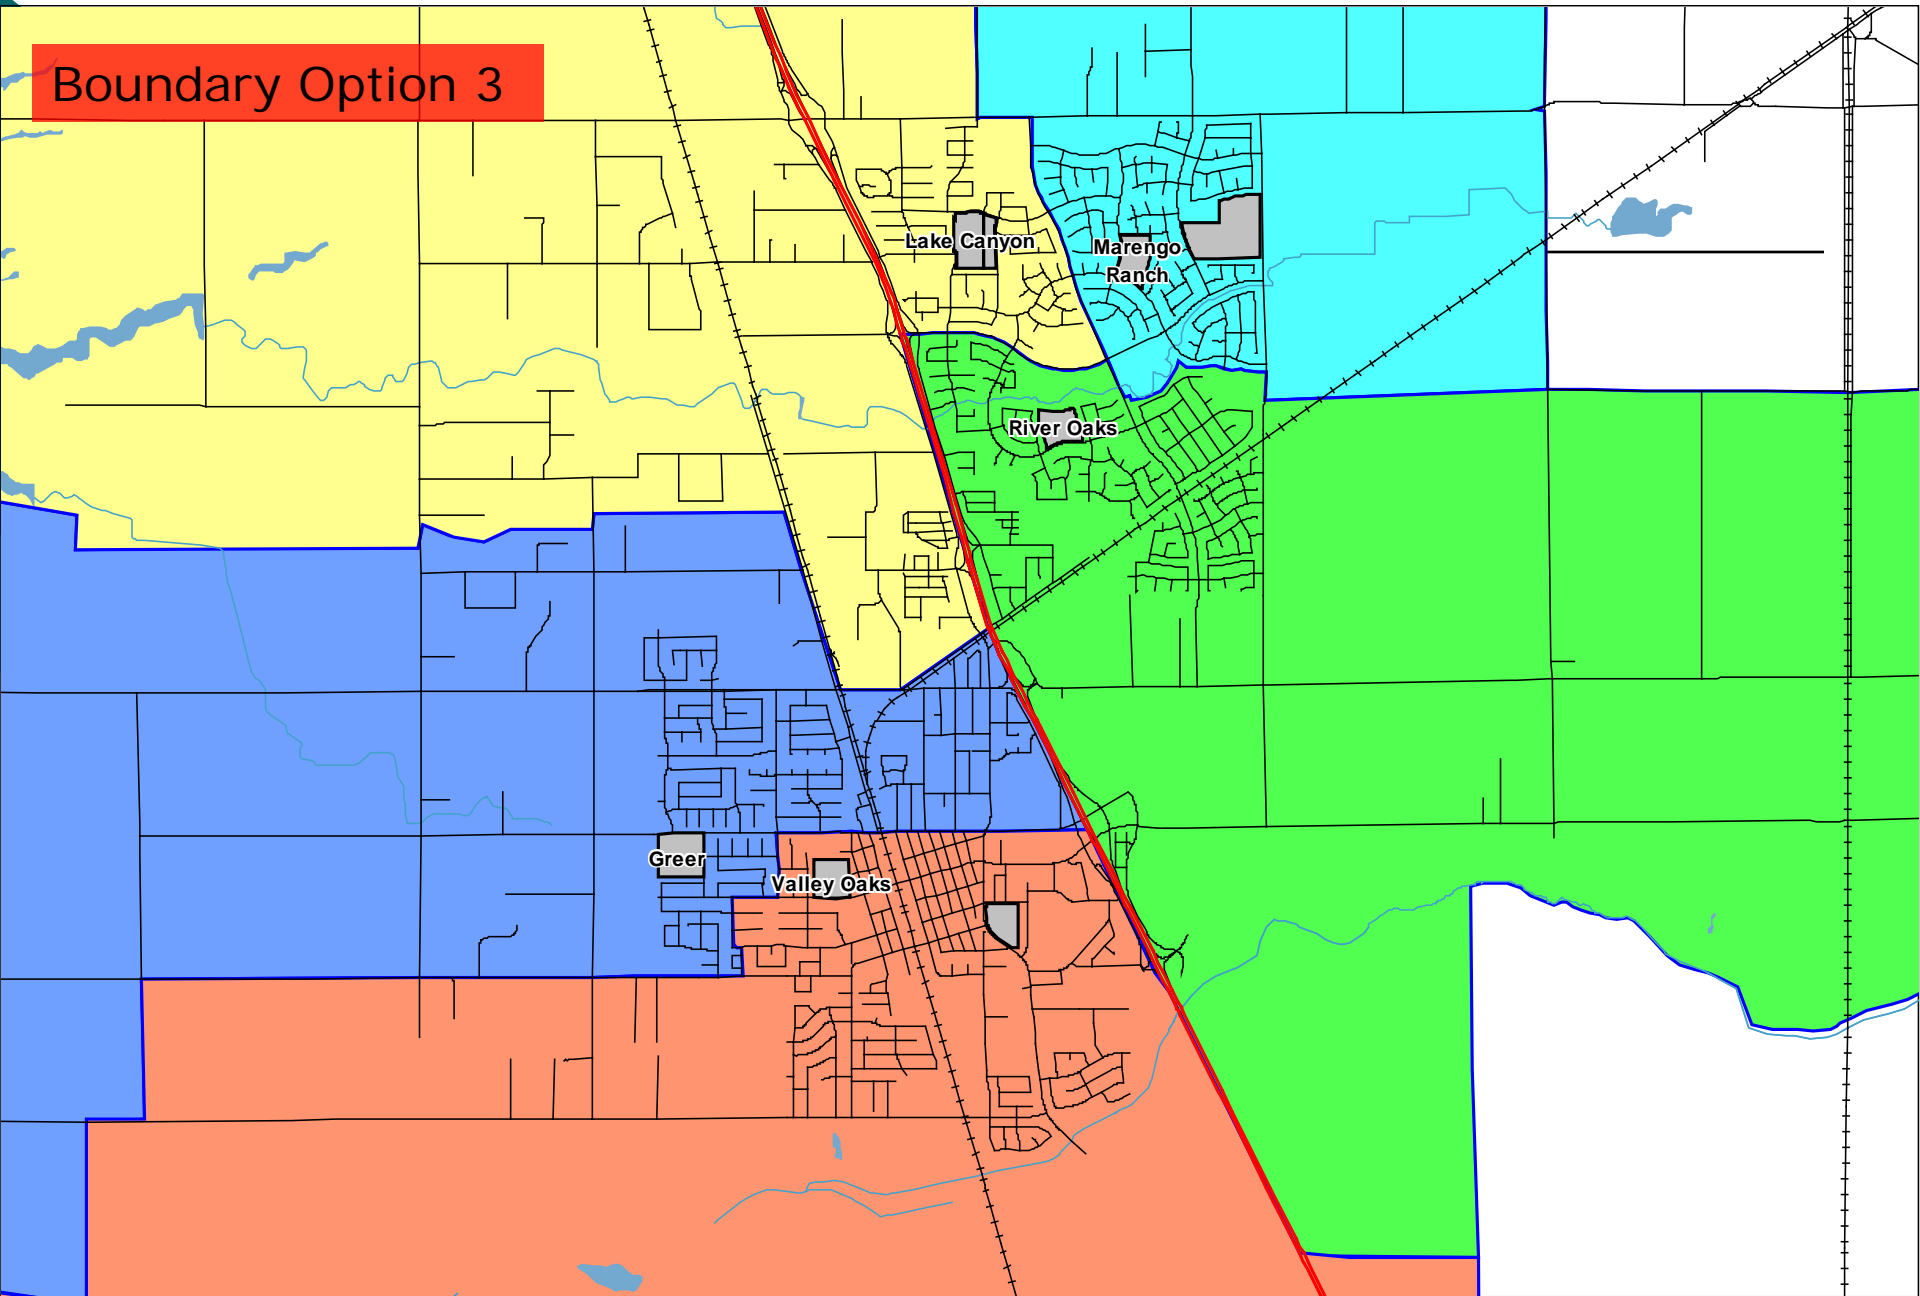 Boundary Option 3
Lake Canyon
Marengo
Ranch
River Oaks
Greer
Valley Oaks